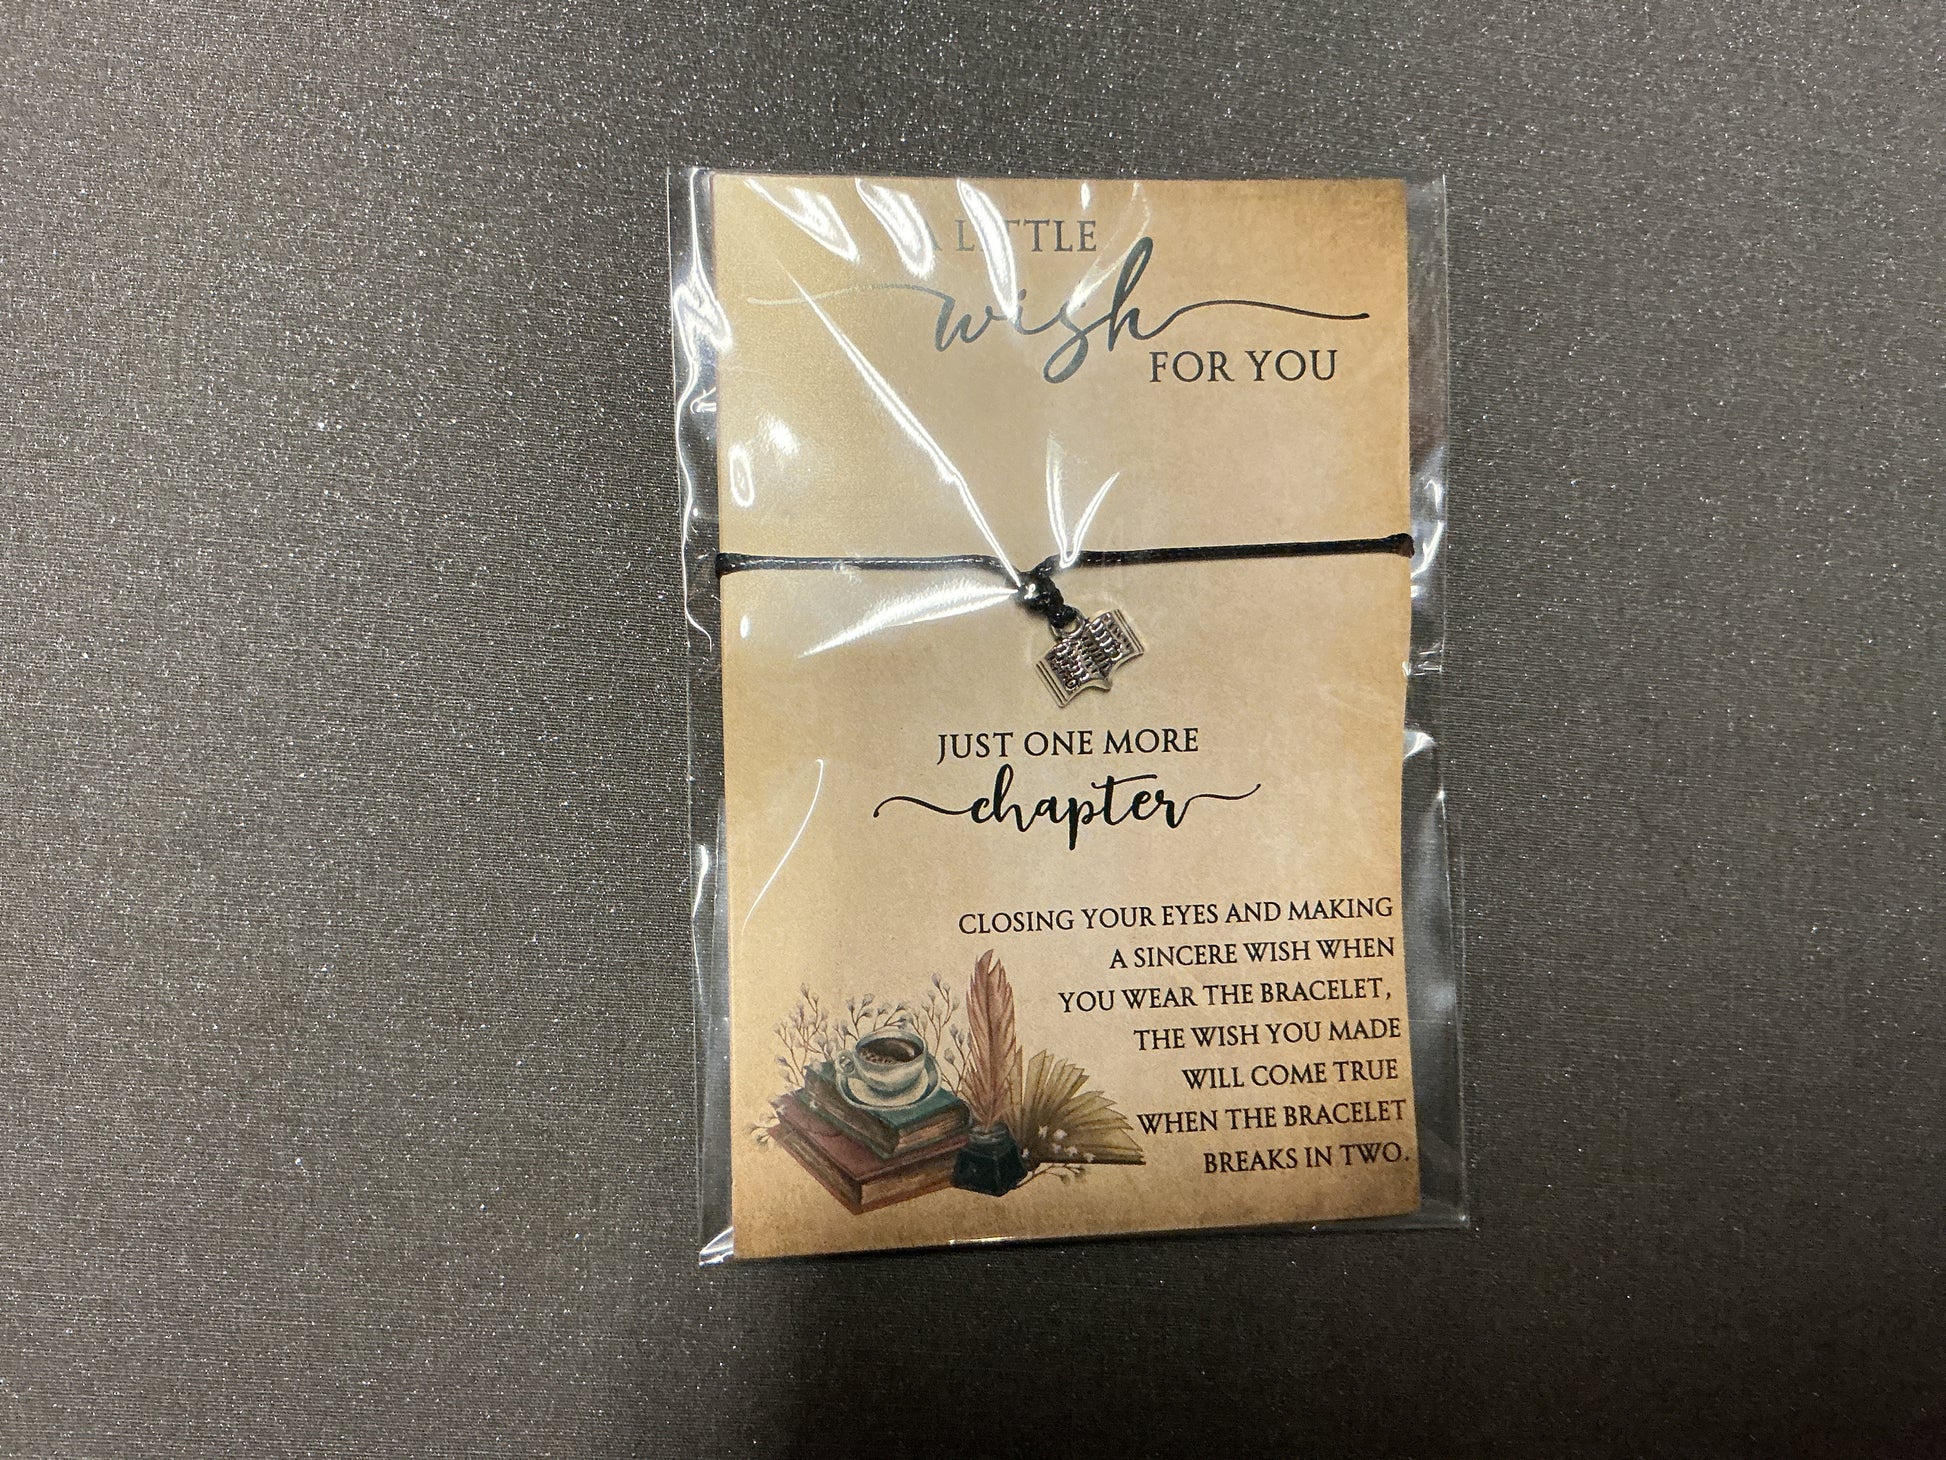 A LITTLE
wish
FOR YOU
JUST ONE MORE
chapter
CLOSING YOUR EYES AND MAKING
A SINCERE WISH WHEN
YOU WEAR THE BRACELET,
THE WISH YOU MADE
WILL COME TRUE
WHEN THE BRACELET
BREAKS IN TWO.